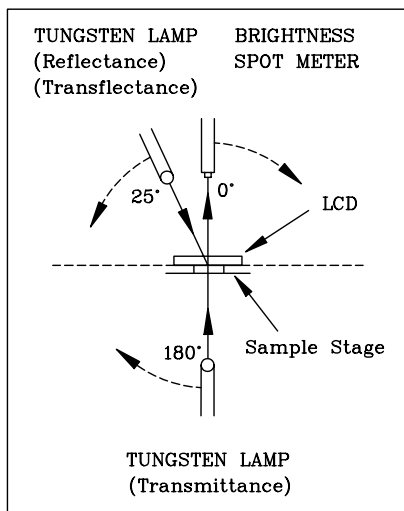 TUNGSTEN LAMP
(Reflectance)
(Transflectance)
BRIGHTNESS
SPOT METER
25°
0°
LCD
Sample Stage
180°
TUNGSTEN LAMP
(Transmittance)